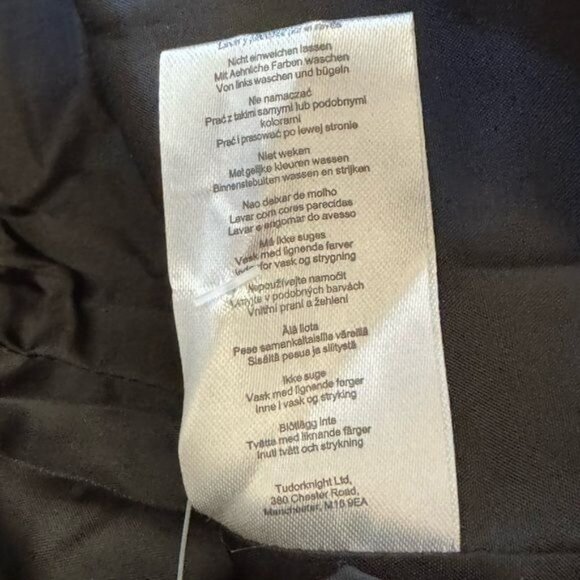 Nicht einweichen lassen
Mit Aehnliche Farben waschen
Von links waschen und bügeln
Nie namaczać
Prać z takimi samymi lub podobnymi
kolorami
Prać i prasować po lewej stronie
Niet weken
Met gelijke kleuren wassen
Binnenstebuiten wassen en strijken
Nao daixar de molho
Lavar com cores parecidas
Lavar e engomar do avesso
Må ikke suges
Vask med lignende farver
for vask og strygning
Nepoužívejte namočit
v podobných barvách
Vnitřní praní a žehlení
Älä liota
Pese samankaltaisilla väreillä
Sisältä pesua ja silitystä
Ikke suge
Vask med lignende farger
Inne i vask og stryking
Blötlägg inte
Tvätte med liknande färger
Inuti tvätt och strykning
Tudorknight Ltd,
380 Chester Road,
Manchester, M16 9EA